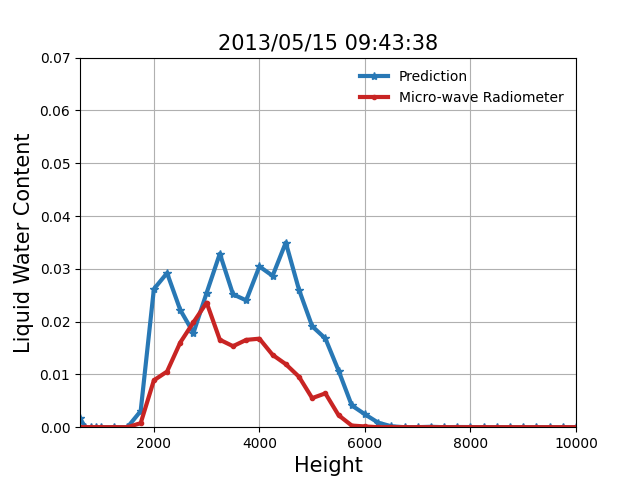 2013/05/15 09:43:38
Prediction
Micro-wave Radiometer
0.07
0.06
0.05
0.04
0.03
0.02
0.01
0.00
Liquid Water Content
2000 4000 6000 8000 10000
Height